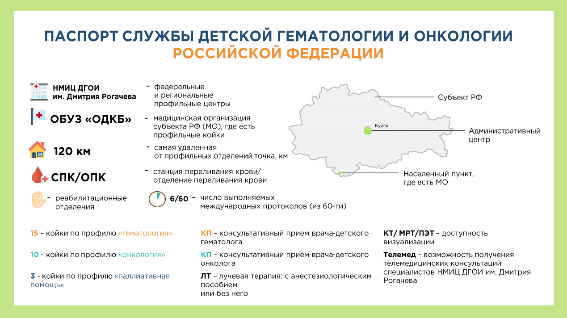 ПАСПОРТ СЛУЖБЫ ДЕТСКОЙ ГЕМАТОЛОГИИ И ОНКОЛОГИИ
РОССИЙСКОЙ ФЕДЕРАЦИИ
НМИЦ ДГОИ
им. Дмитрия Рогачева
- федеральные
и региональные
профильные центры
ОБУЗ «ОДКБ»
- медицинская организация
субъекта РФ (МО), где есть
профильные койки
120 км
- самая удаленная
от профильных отделений точка, км
СПК/ОПК
- станция переливания крови/
отделение переливания крови
- реабилитационные
отделения
6/60
- число выполняемых
международных протоколов (из 60-ти)
Субъект РФ
Курск
Административный
центр
Населенный пункт,
где есть МО
15 - койки по профилю «гематология»
10 - койки по профилю «онкология»
3 - койки по профилю «паллиативная
помощь»
КП – консультативный прием врача-детского
гематолога
КП – консультативный прием врача-детского
онколога
ЛТ – лучевая терапия: с анестезиологическим
пособием
или без него
КТ/ МРТ/ПЭТ – доступность
визуализации
Телемед – возможность получения
телемедицинских консультаций
специалистов НМИЦ ДГОИ им. Дмитрия
Рогачева